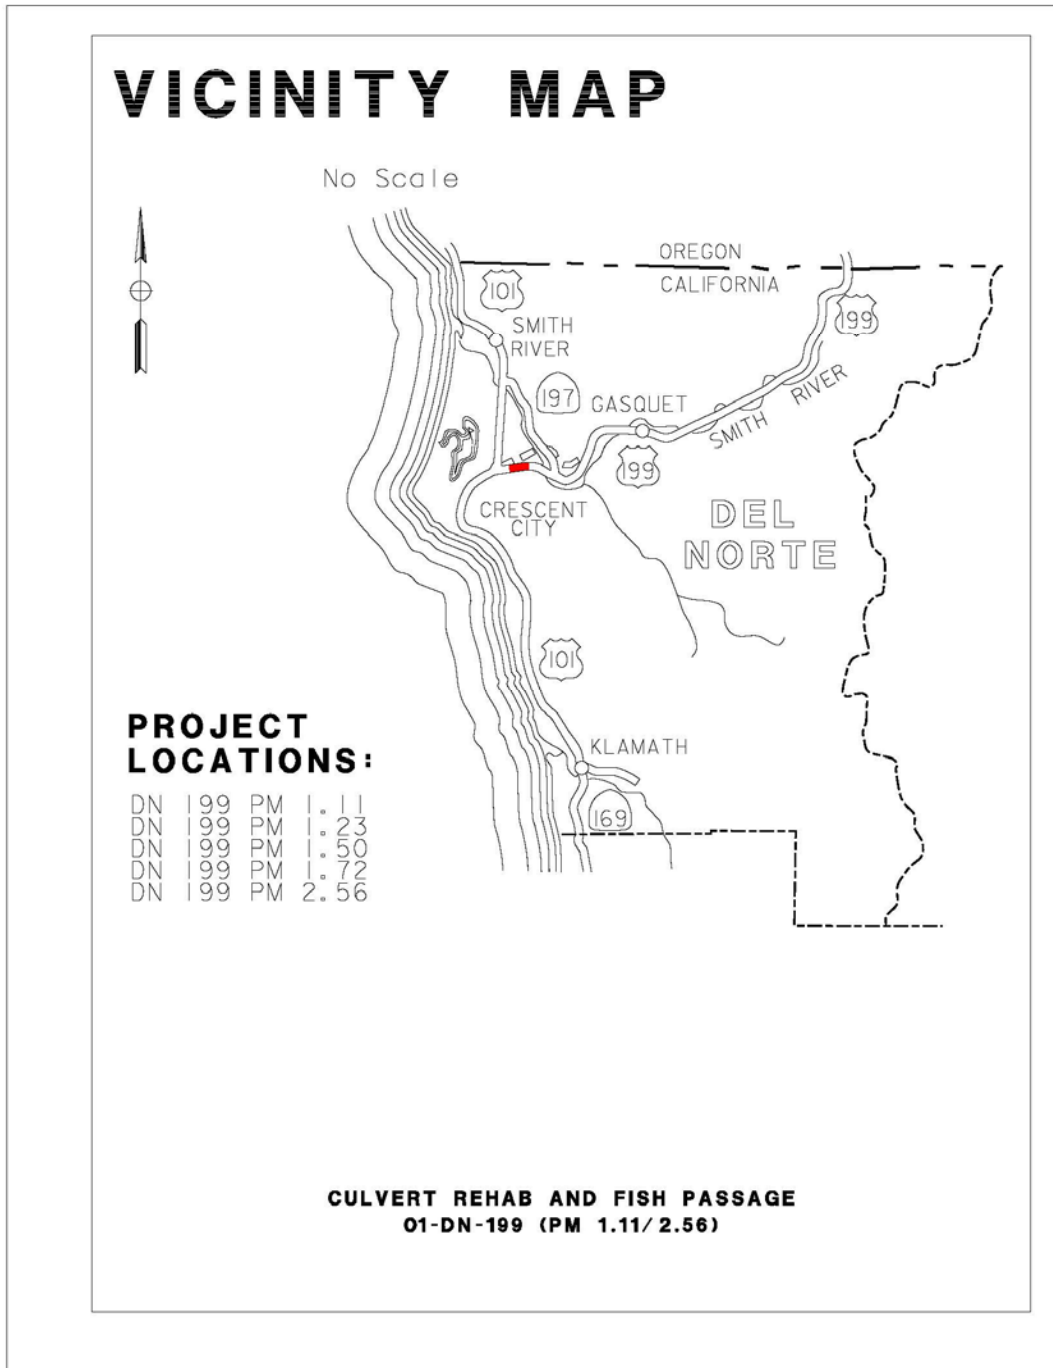 VICINITY MAP
No Scale
OREGON
CALIFORNIA
101
199
SMITH
RIVER
197
GASQUET
SMITH RIVER
199
CRESCENT
CITY
DEL
NORTE
101
PROJECT
LOCATIONS:
KLAMATH
DN 199 PM 1.11
DN 199 PM 1.23
DN 199 PM 1.50
DN 199 PM 1.72
DN 199 PM 2.56
169
CULVERT REHAB AND FISH PASSAGE
01-DN-199 (PM 1.11/2.56)